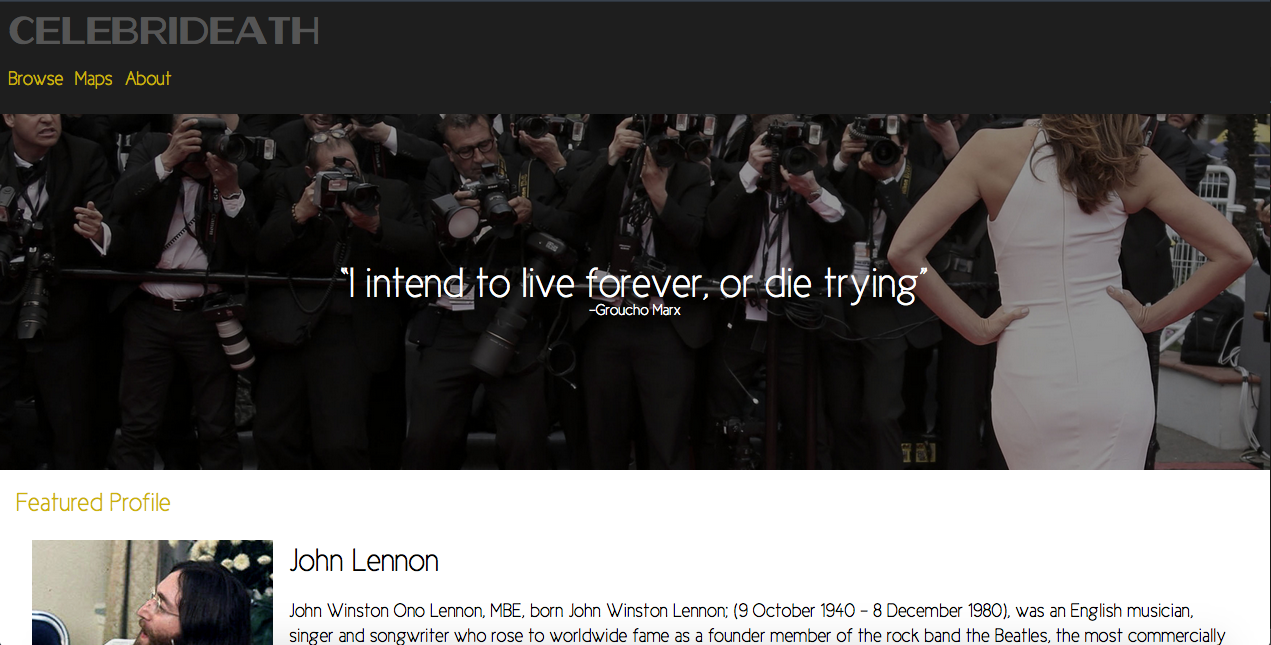 CELEBRIDEATH
Browse Maps About
“I intend to live forever, or die trying”
-Groucho Marx
Featured Profile
John Lennon
John Winston Ono Lennon, MBE, born John Winston Lennon; (9 October 1940 – 8 December 1980), was an English musician,
singer and songwriter who rose to worldwide fame as a founder member of the rock band the Beatles, the most commercially